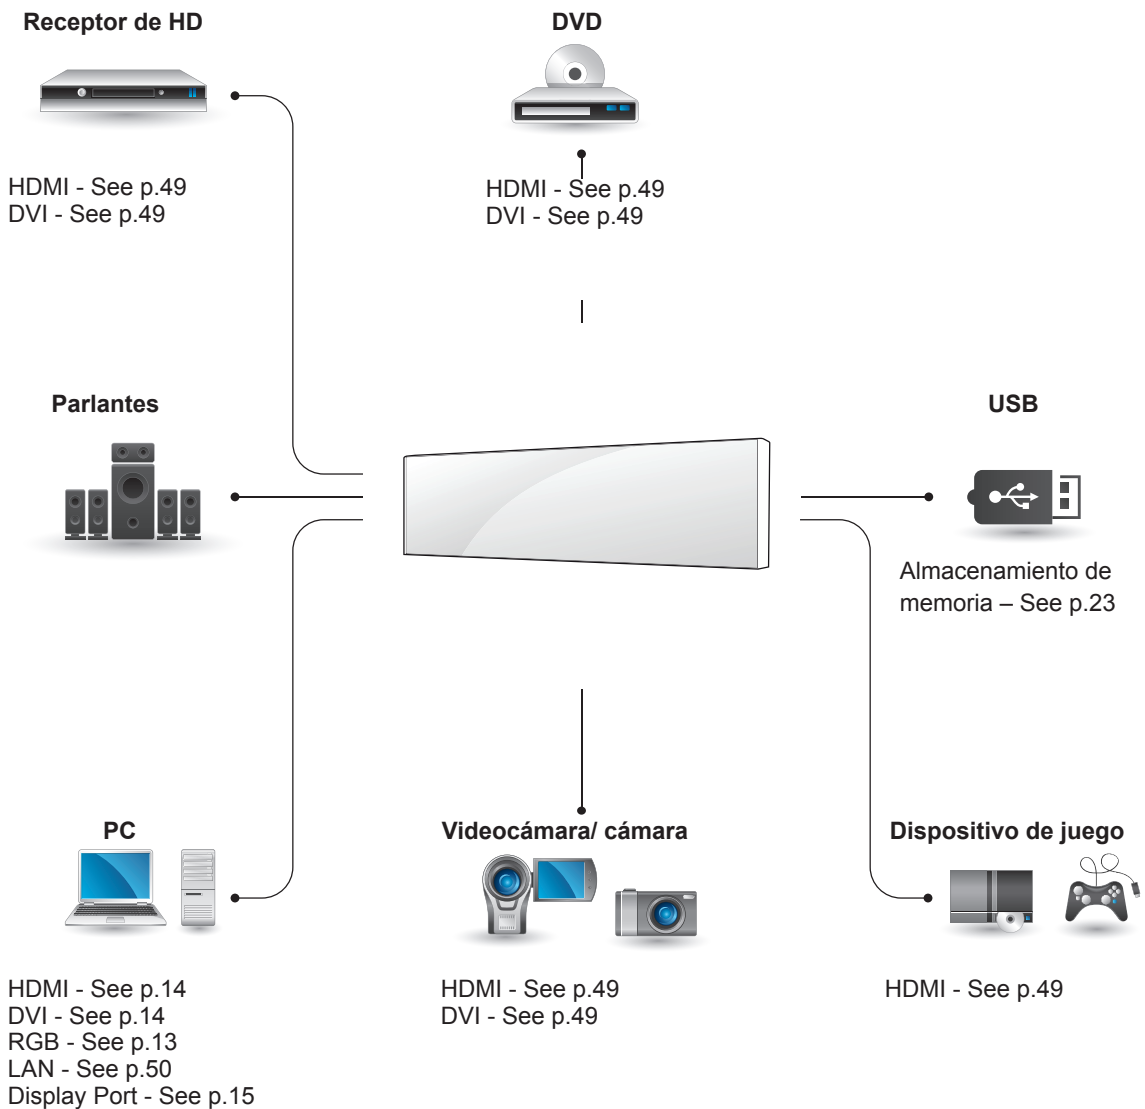 Receptor de HD
HDMI - See p.49
DVI - See p.49
DVD
HDMI - See p.49
DVI - See p.49
Parlantes
USB
Almacenamiento de
memoria – See p.23
PC
HDMI - See p.14
DVI - See p.14
RGB - See p.13
LAN - See p.50
Display Port - See p.15
Videocámara/ cámara
HDMI - See p.49
DVI - See p.49
Dispositivo de juego
HDMI - See p.49